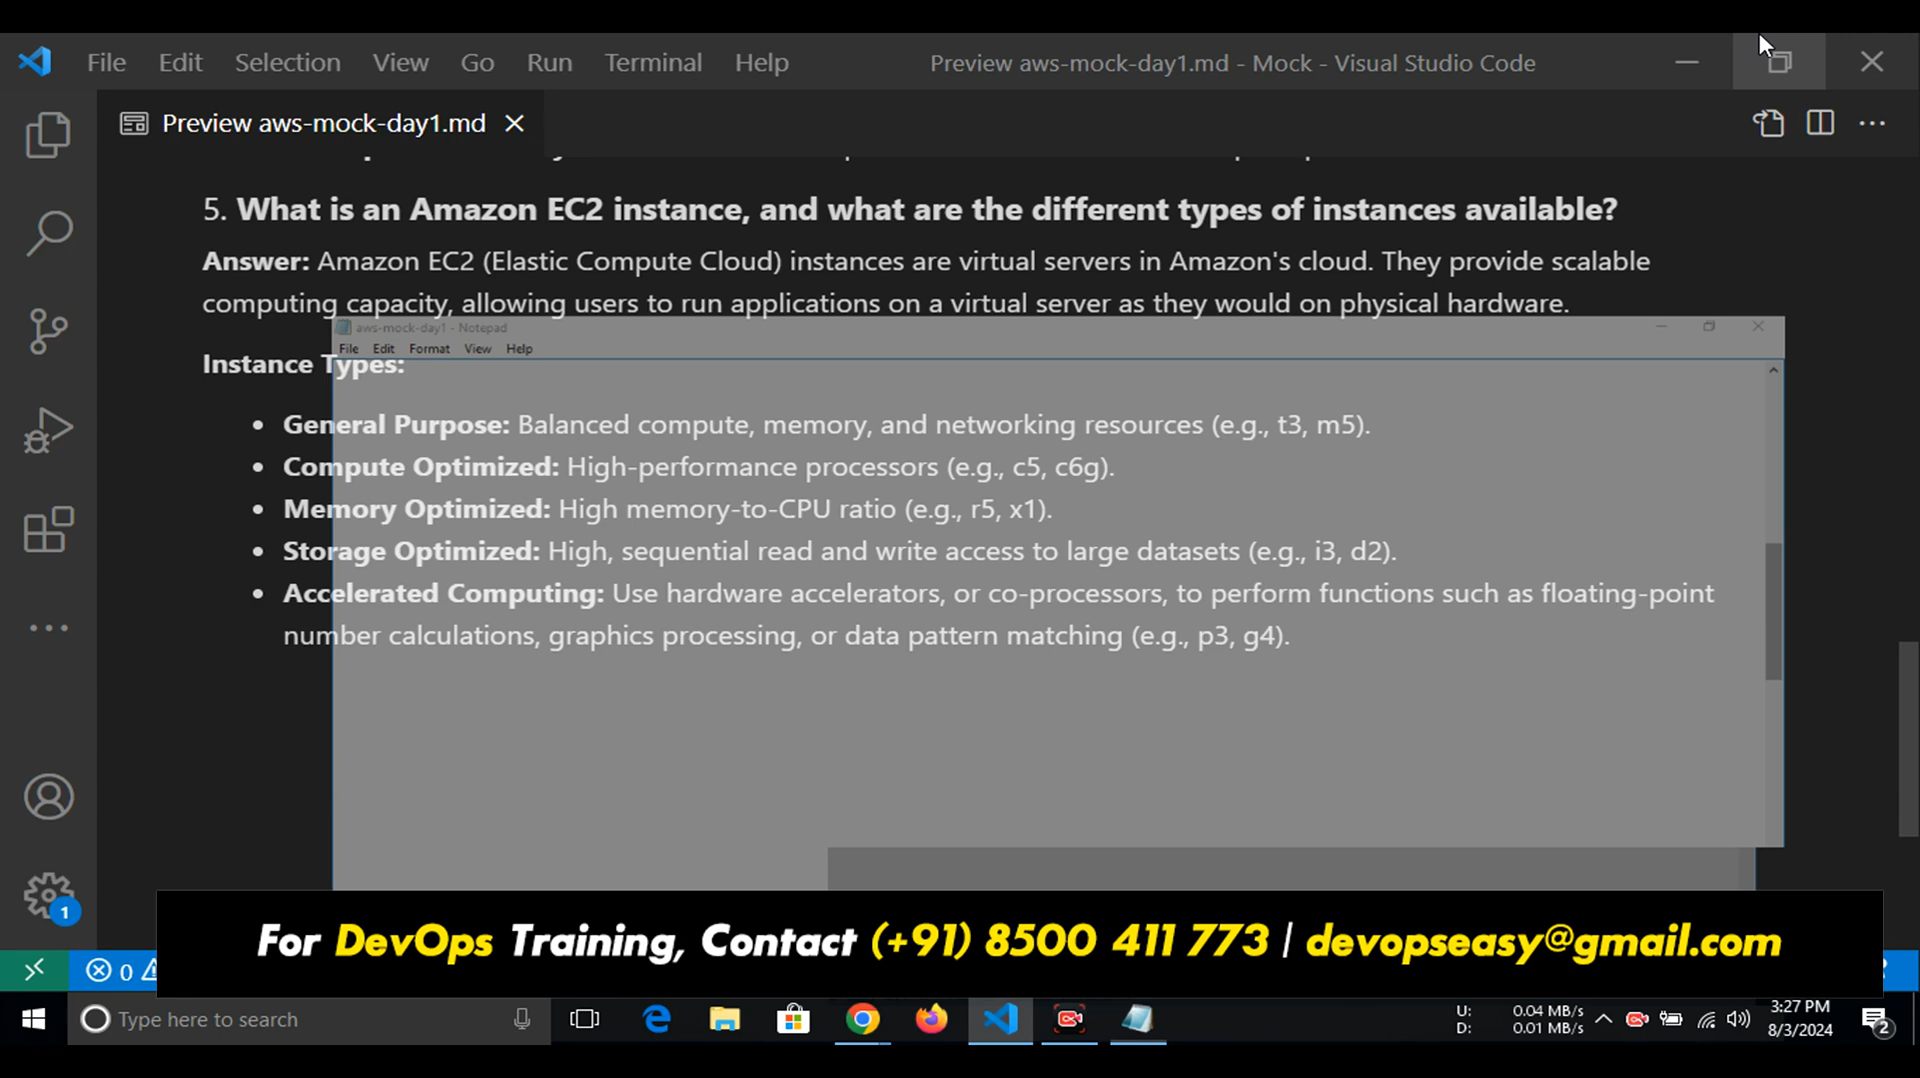 File Edit Selection View Go Run Terminal Help Preview aws-mock-day1.md - Mock - Visual Studio Code
Preview aws-mock-day1.md
5. What is an Amazon EC2 instance, and what are the different types of instances available?
Answer: Amazon EC2 (Elastic Compute Cloud) instances are virtual servers in Amazon's cloud. They provide scalable
computing capacity, allowing users to run applications on a virtual server as they would on physical hardware.
aws-mock-day1 - Notepad
File Edit Format View Help
Instance Types:
• General Purpose: Balanced compute, memory, and networking resources (e.g., t3, m5).
• Compute Optimized: High-performance processors (e.g., c5, c6g).
• Memory Optimized: High memory-to-CPU ratio (e.g., r5, x1).
• Storage Optimized: High, sequential read and write access to large datasets (e.g., i3, d2).
• Accelerated Computing: Use hardware accelerators, or co-processors, to perform functions such as floating-point
number calculations, graphics processing, or data pattern matching (e.g., p3, g4).
1
For DevOps Training, Contact (+91) 8500 411 773 | devopseasy@gmail.com
0
Type here to search
U: 0.04 MB/s
D: 0.01 MB/s
3:27 PM
8/3/2024
2